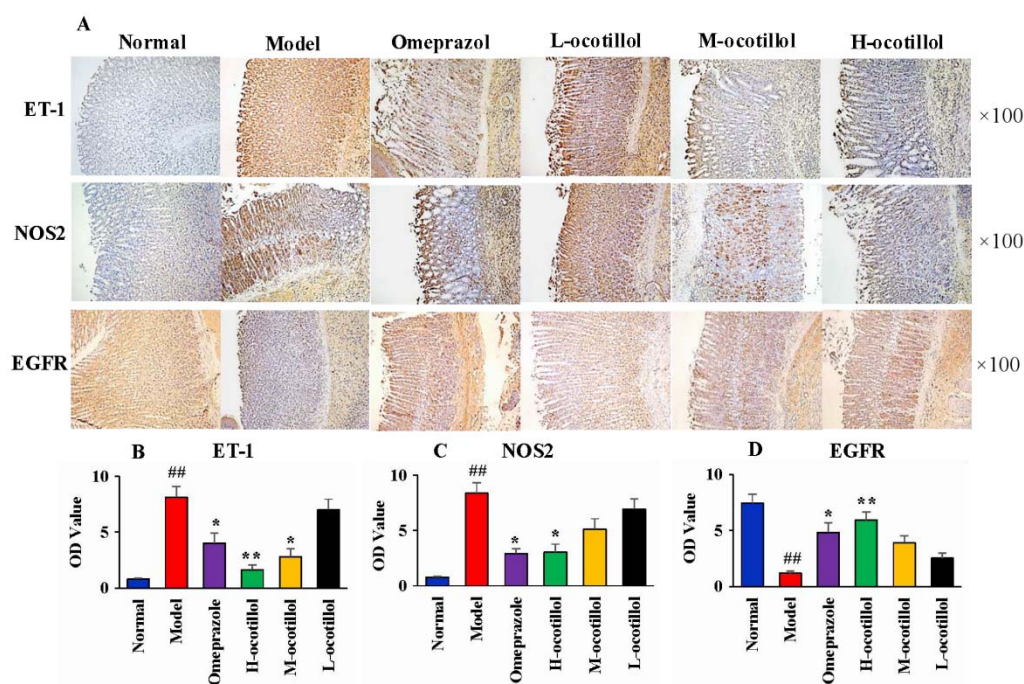 A
Normal Model Omeprazol L-ocotillol M-ocotillol H-ocotillol
ET-1 ×100
NOS2 ×100
EGFR ×100
B ET-1
OD Value
10
5
0
##
*
**
*
Normal
Model
Omeprazole
H-ocotillol
M-ocotillol
L-ocotillol
C NOS2
OD Value
10
5
0
##
*
*
Normal
Model
Omeprazole
H-ocotillol
M-ocotillol
L-ocotillol
D EGFR
OD Value
10
5
0
##
*
**
Normal
Model
Omeprazole
H-ocotillol
M-ocotillol
L-ocotillol